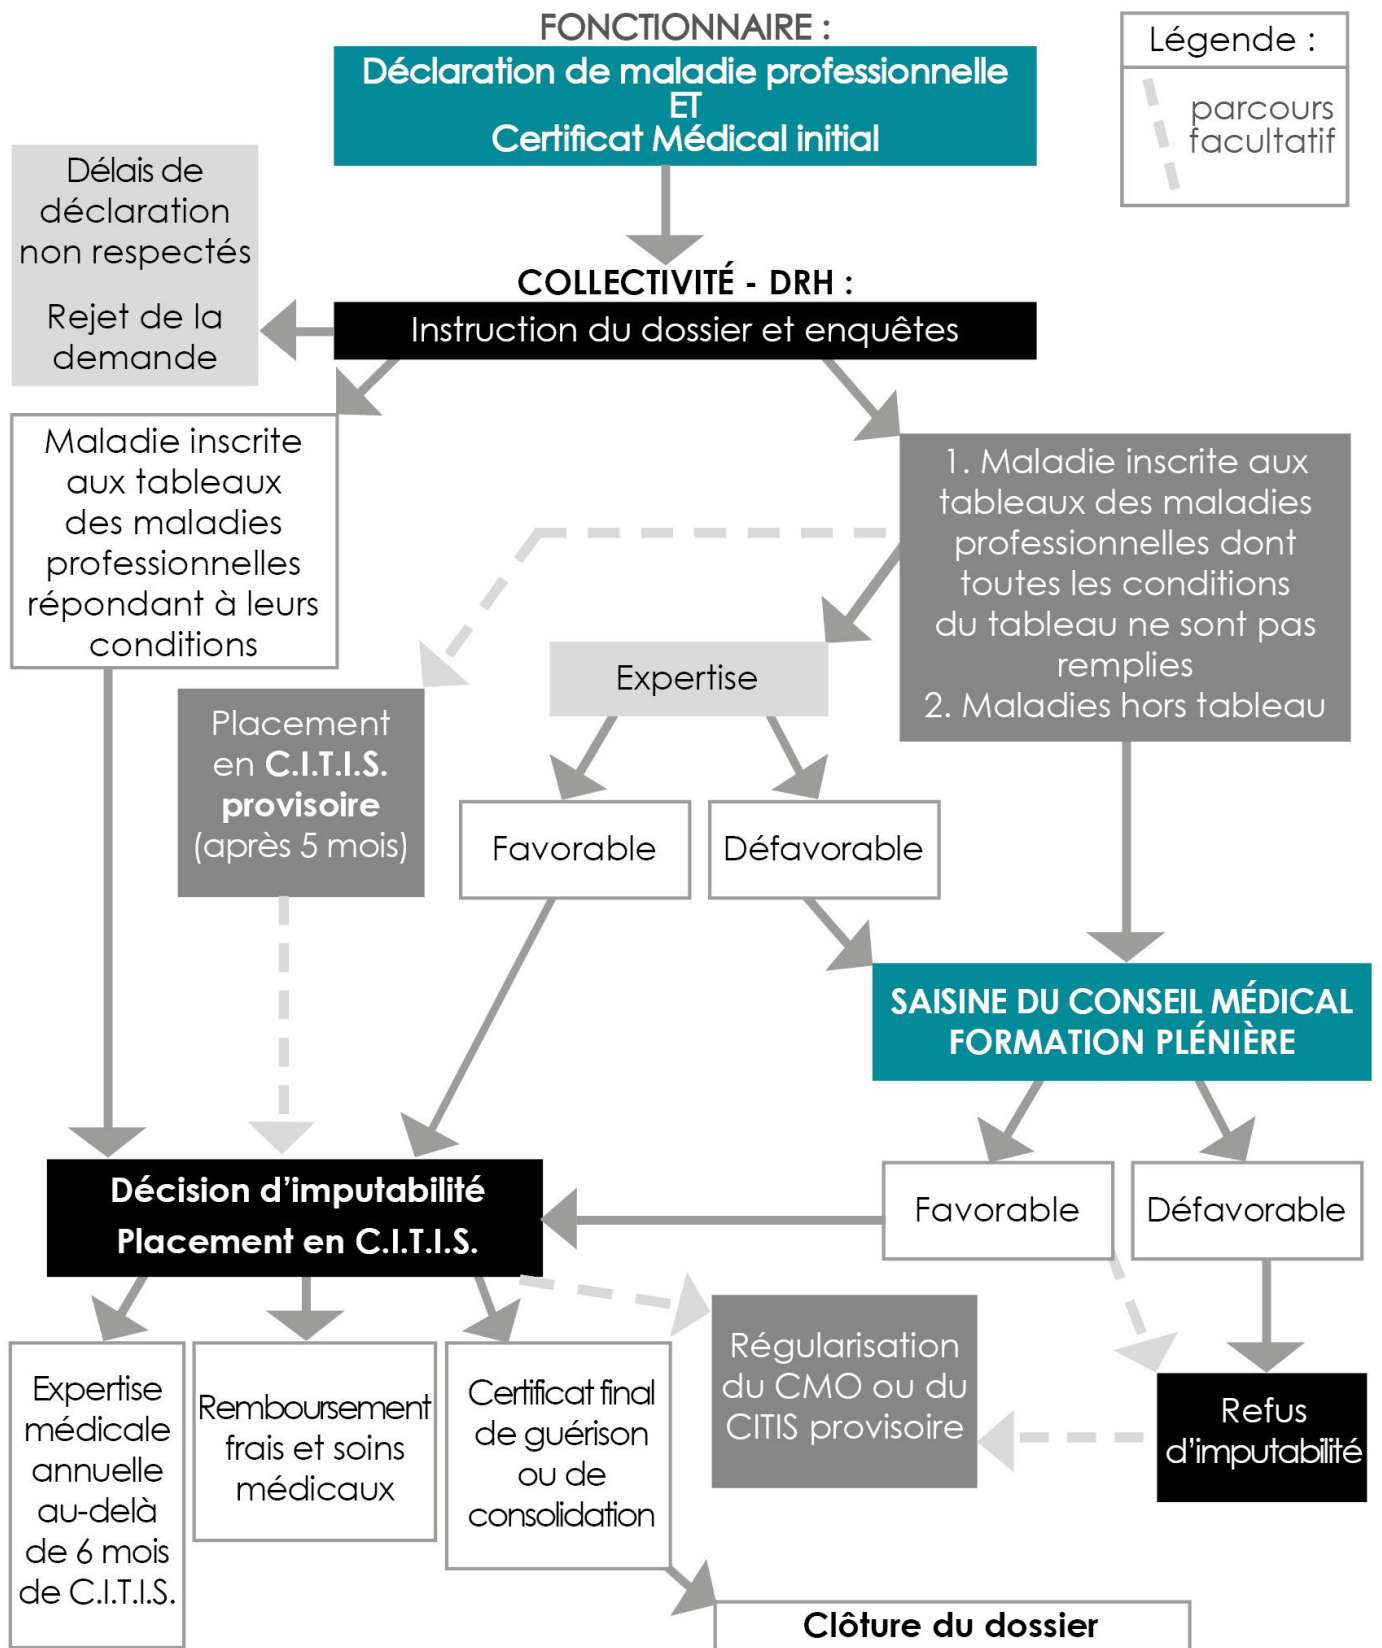 FONCTIONNAIRE :
Déclaration de maladie professionnelle
ET
Certificat Médical initial
Légende :
parcours
facultatif
Délais de
déclaration
non respectés
Rejet de la
demande
COLLECTIVITÉ - DRH :
Instruction du dossier et enquêtes
Maladie inscrite
aux tableaux
des maladies
professionnelles
répondant à leurs
conditions
1. Maladie inscrite aux
tableaux des maladies
professionnelles dont
toutes les conditions
du tableau ne sont pas
remplies
2. Maladies hors tableau
Expertise
Placement
en C.I.T.I.S.
provisoire
(après 5 mois)
Favorable
Défavorable
SAISINE DU CONSEIL MÉDICAL
FORMATION PLÉNIÈRE
Décision d'imputabilité
Placement en C.I.T.I.S.
Favorable
Défavorable
Expertise
médicale
annuelle
au-delà
de 6 mois
de C.I.T.I.S.
Remboursement
frais et soins
médicaux
Certificat final
de guérison
ou de
consolidation
Régularisation
du CMO ou du
CITIS provisoire
Refus
d'imputabilité
Clôture du dossier